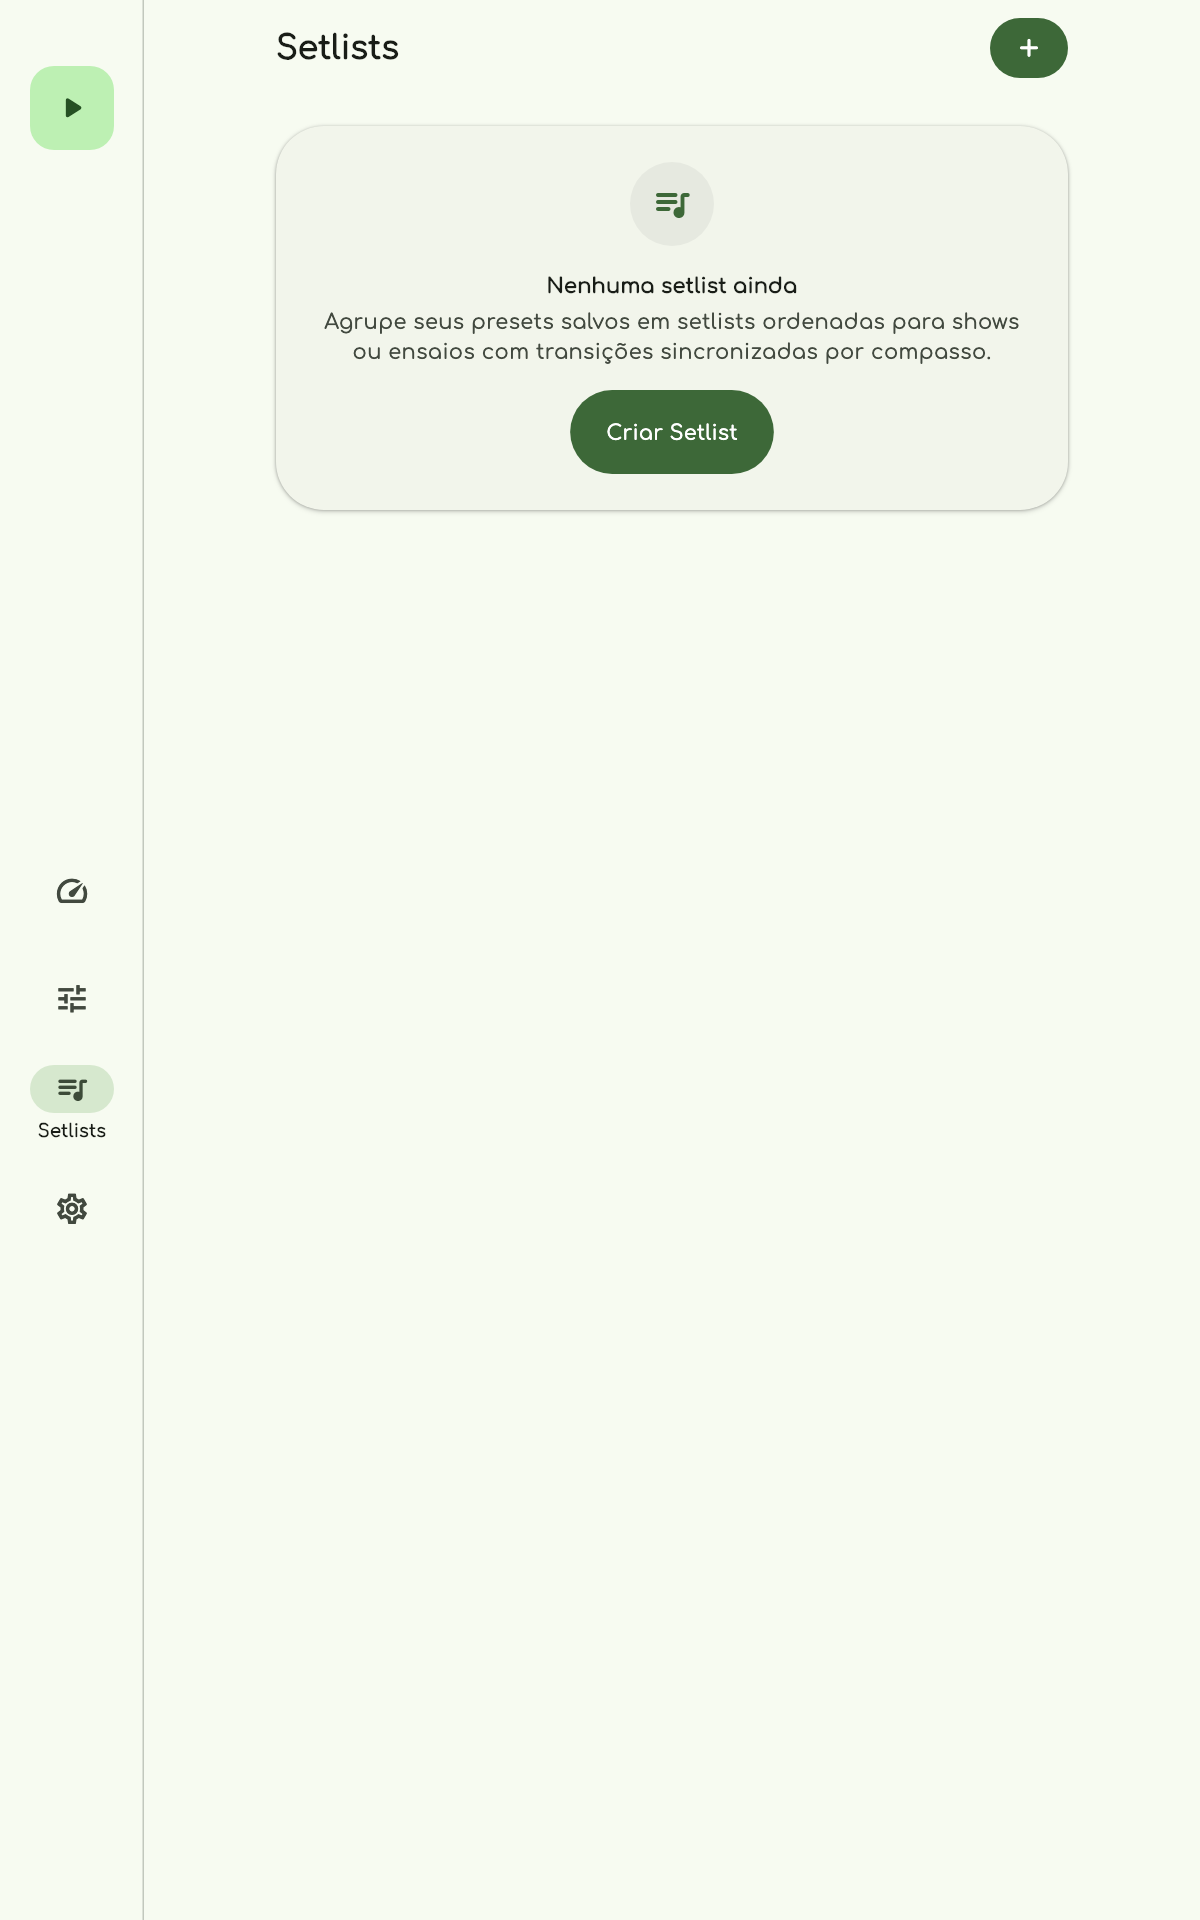 Setlists
Nenhuma setlist ainda
Agrupe seus presets salvos em setlists ordenadas para shows
ou ensaios com transições sincronizadas por compasso.
Criar Setlist
Setlists